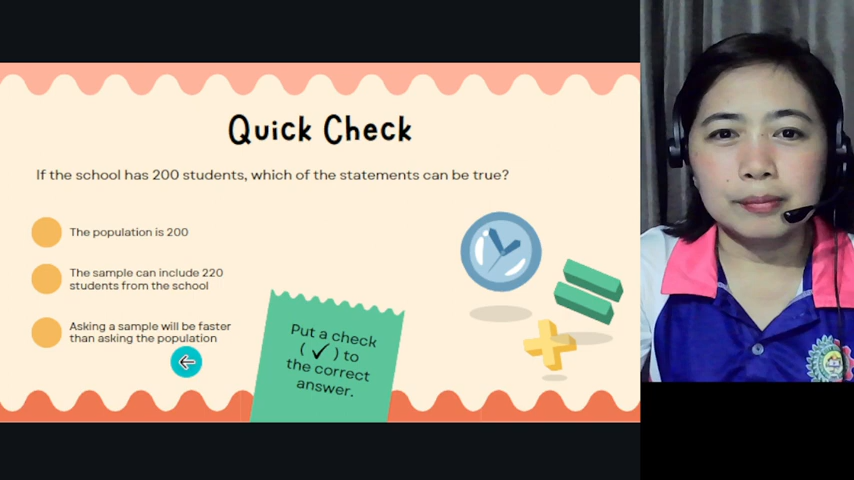 Quick Check
If the school has 200 students, which of the statements can be true?
The population is 200
The sample can include 220
students from the school
Asking a sample will be faster
than asking the population
Put a check
( ✓ ) to
the correct
answer.